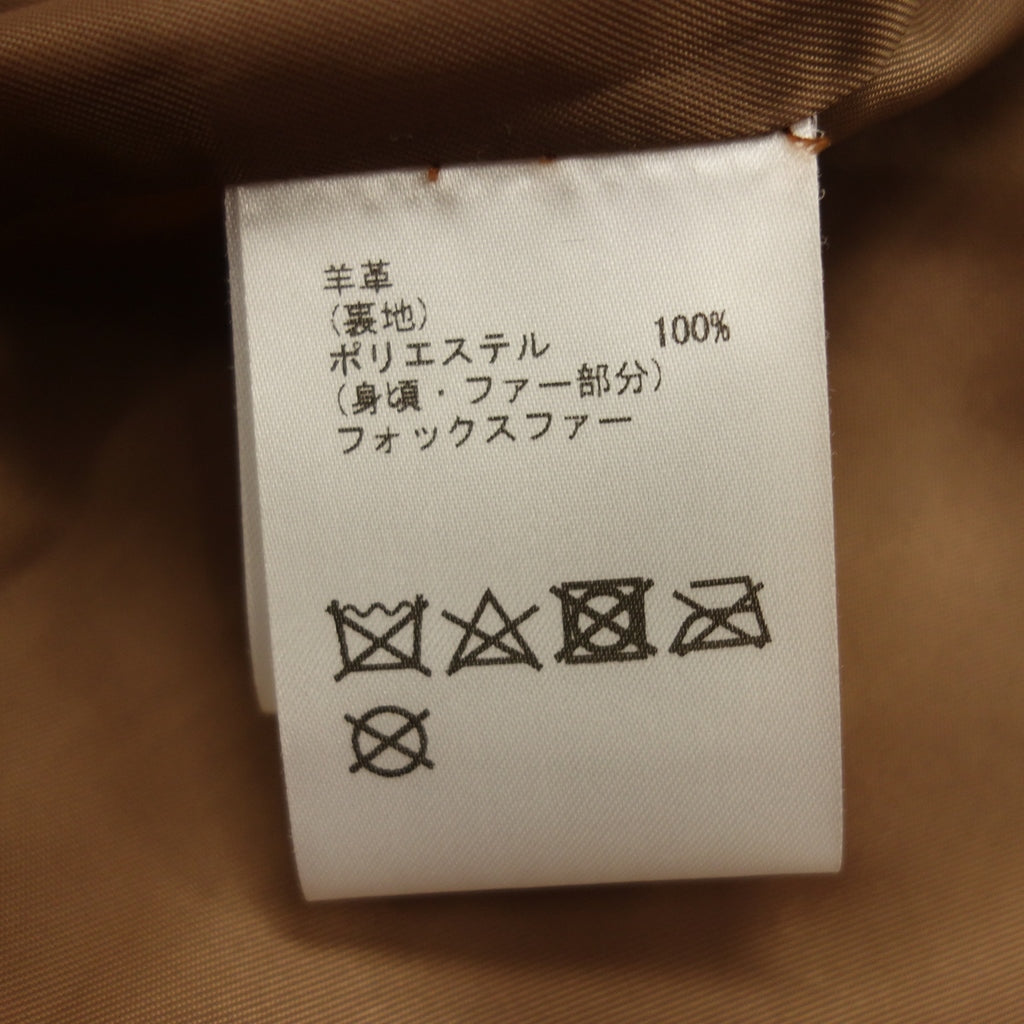 羊革
(裏地)
ポリエステル 100%
(身頃・ファー部分)
フォックスファー